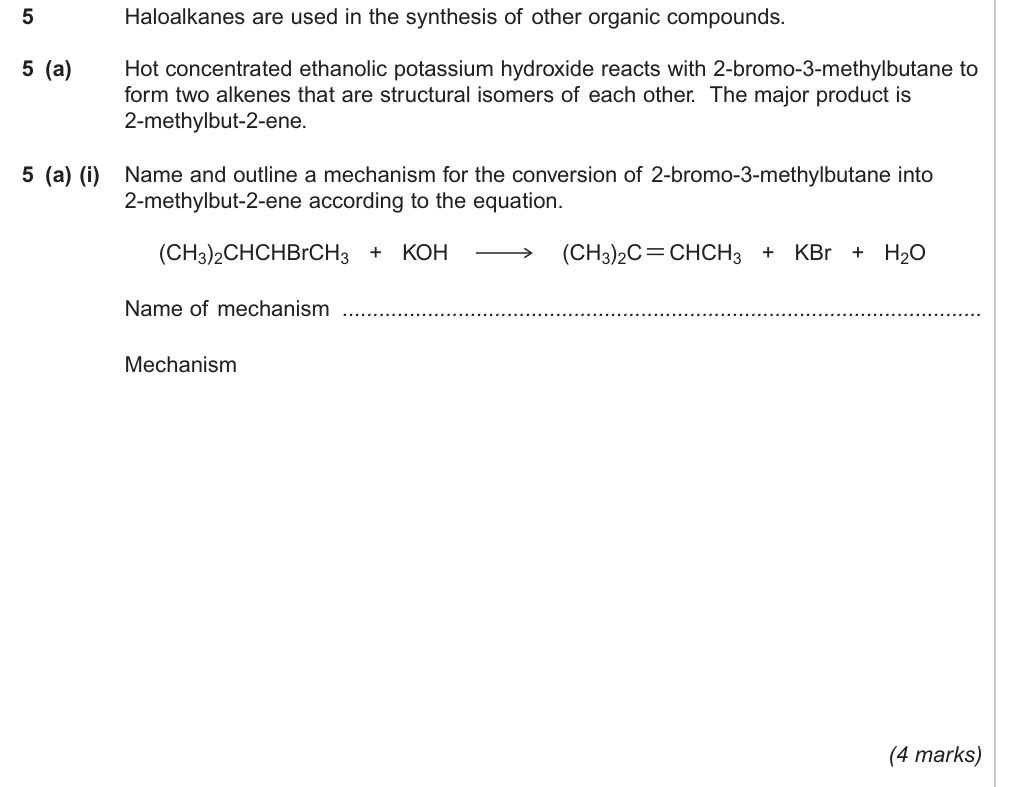 5 Haloalkanes are used in the synthesis of other organic compounds.
5 (a) Hot concentrated ethanolic potassium hydroxide reacts with 2-bromo-3-methylbutane to
form two alkenes that are structural isomers of each other. The major product is
2-methylbut-2-ene.
5 (a) (i) Name and outline a mechanism for the conversion of 2-bromo-3-methylbutane into
2-methylbut-2-ene according to the equation.
(CH₃)₂CHCHBrCH₃ + KOH ⟶ (CH₃)₂C=CHCH₃ + KBr + H₂O
Name of mechanism ..........................................................................................................
Mechanism
(4 marks)